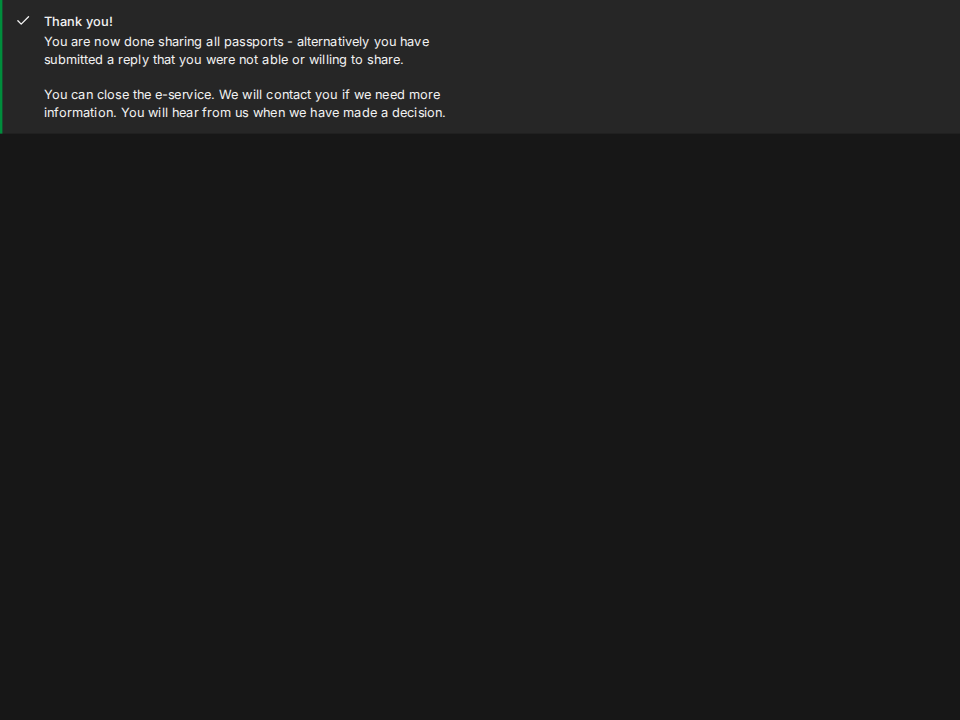 Thank you!
You are now done sharing all passports - alternatively you have
submitted a reply that you were not able or willing to share.
You can close the e-service. We will contact you if we need more
information. You will hear from us when we have made a decision.